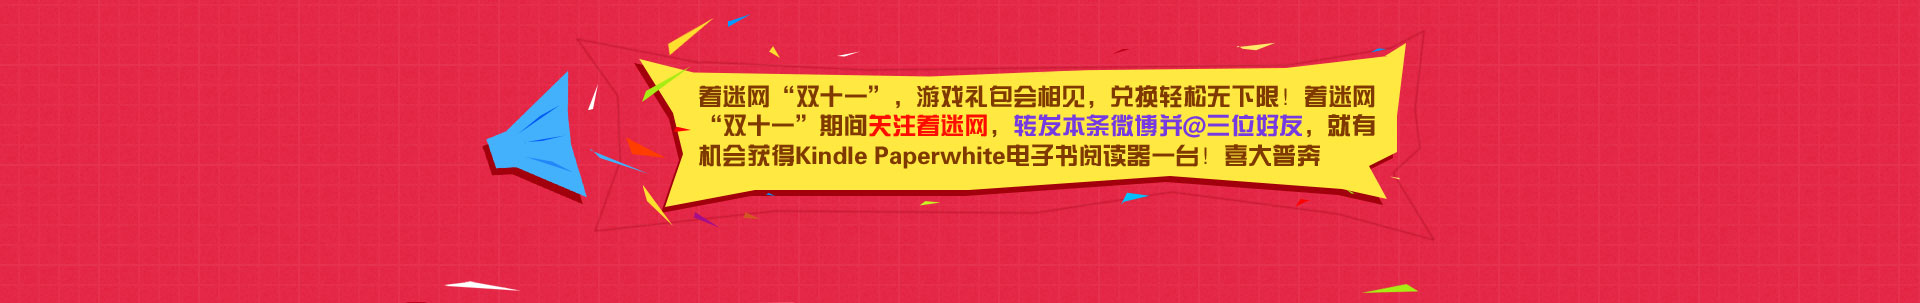 着迷网“双十一”，游戏礼包会相见，兑换轻松无下限！着迷网
“双十一”期间关注着迷网，转发本条微博并@三位好友，就有
机会获得Kindle Paperwhite电子书阅读器一台！喜大普奔